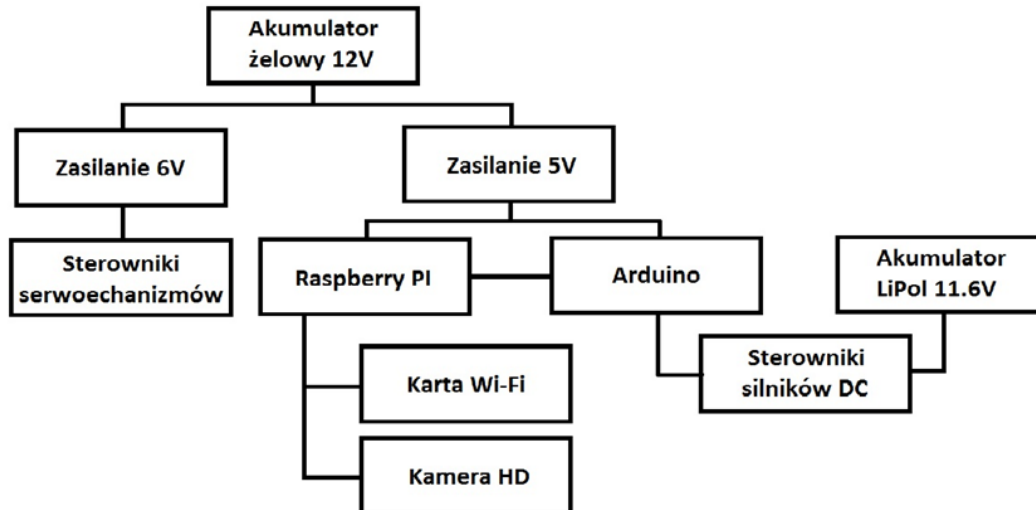 Akumulator
żelowy 12V
Zasilanie 6V
Zasilanie 5V
Sterowniki
serwoechanizmów
Raspberry PI
Arduino
Akumulator
LiPol 11.6V
Karta Wi-Fi
Sterowniki
silników DC
Kamera HD